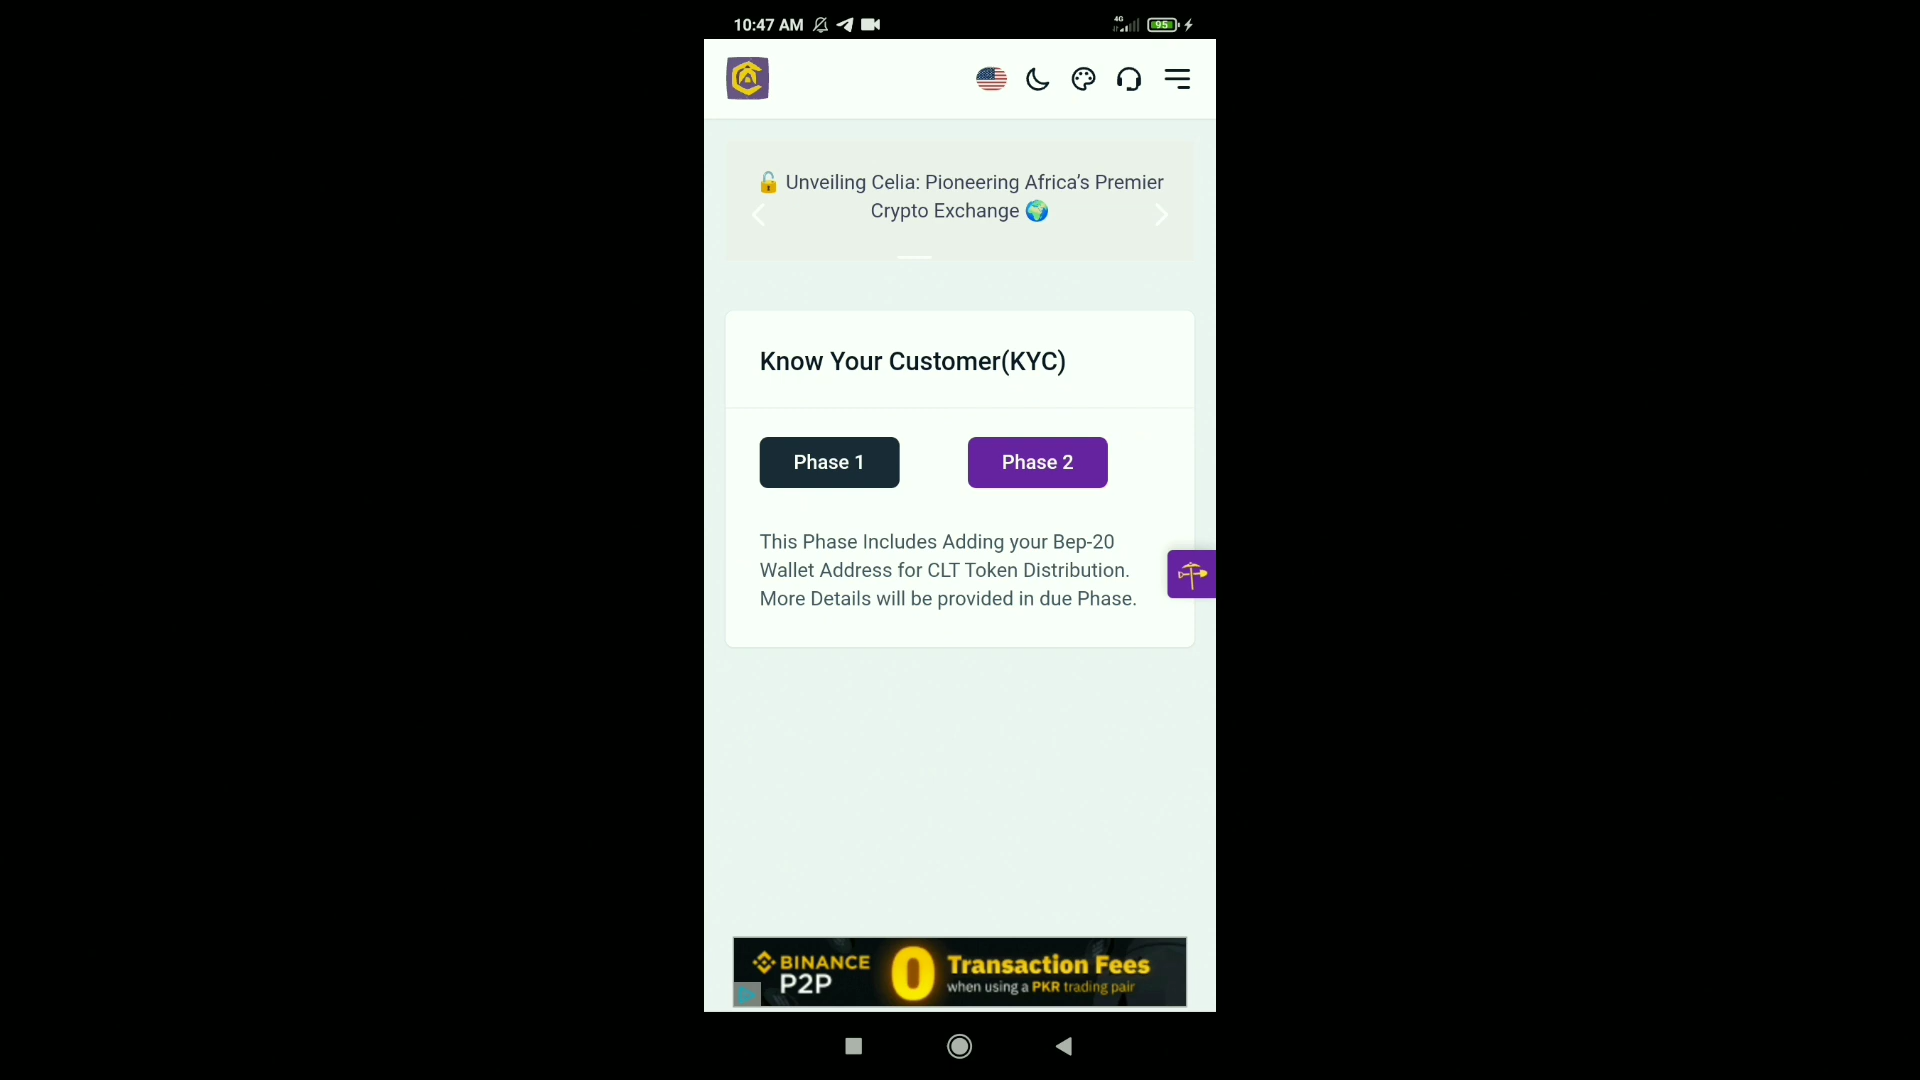 10:47 AM
4G
95
🔓 Unveiling Celia: Pioneering Africa’s Premier
Crypto Exchange 🌍
Know Your Customer(KYC)
Phase 1
Phase 2
This Phase Includes Adding your Bep-20
Wallet Address for CLT Token Distribution.
More Details will be provided in due Phase.
BINANCE
P2P
0
Transaction Fees
when using a PKR trading pair